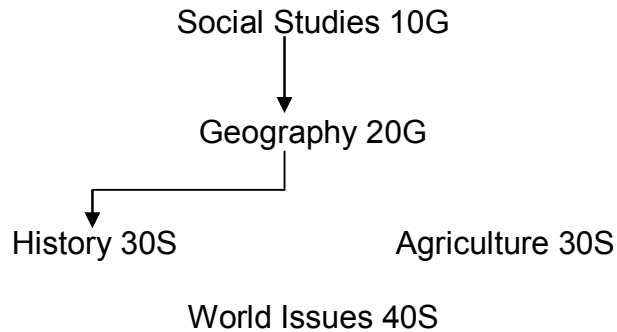 Social Studies 10G
Geography 20G
History 30S Agriculture 30S
World Issues 40S